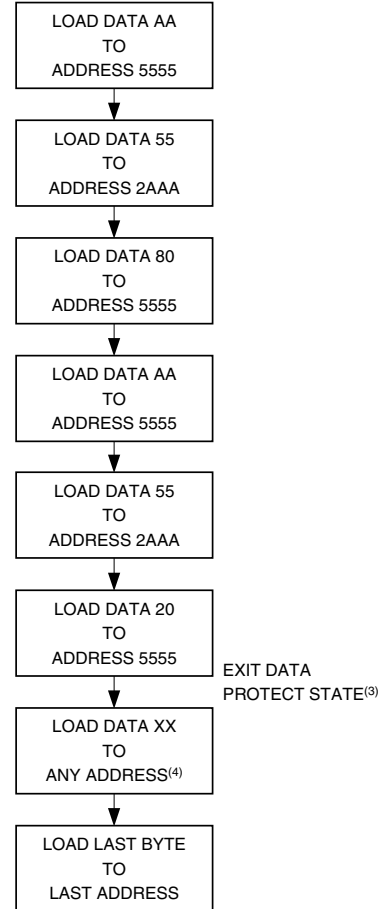 LOAD DATA AA
TO
ADDRESS 5555
LOAD DATA 55
TO
ADDRESS 2AAA
LOAD DATA 80
TO
ADDRESS 5555
LOAD DATA AA
TO
ADDRESS 5555
LOAD DATA 55
TO
ADDRESS 2AAA
LOAD DATA 20
TO
ADDRESS 5555
EXIT DATA
PROTECT STATE(3)
LOAD DATA XX
TO
ANY ADDRESS(4)
LOAD LAST BYTE
TO
LAST ADDRESS